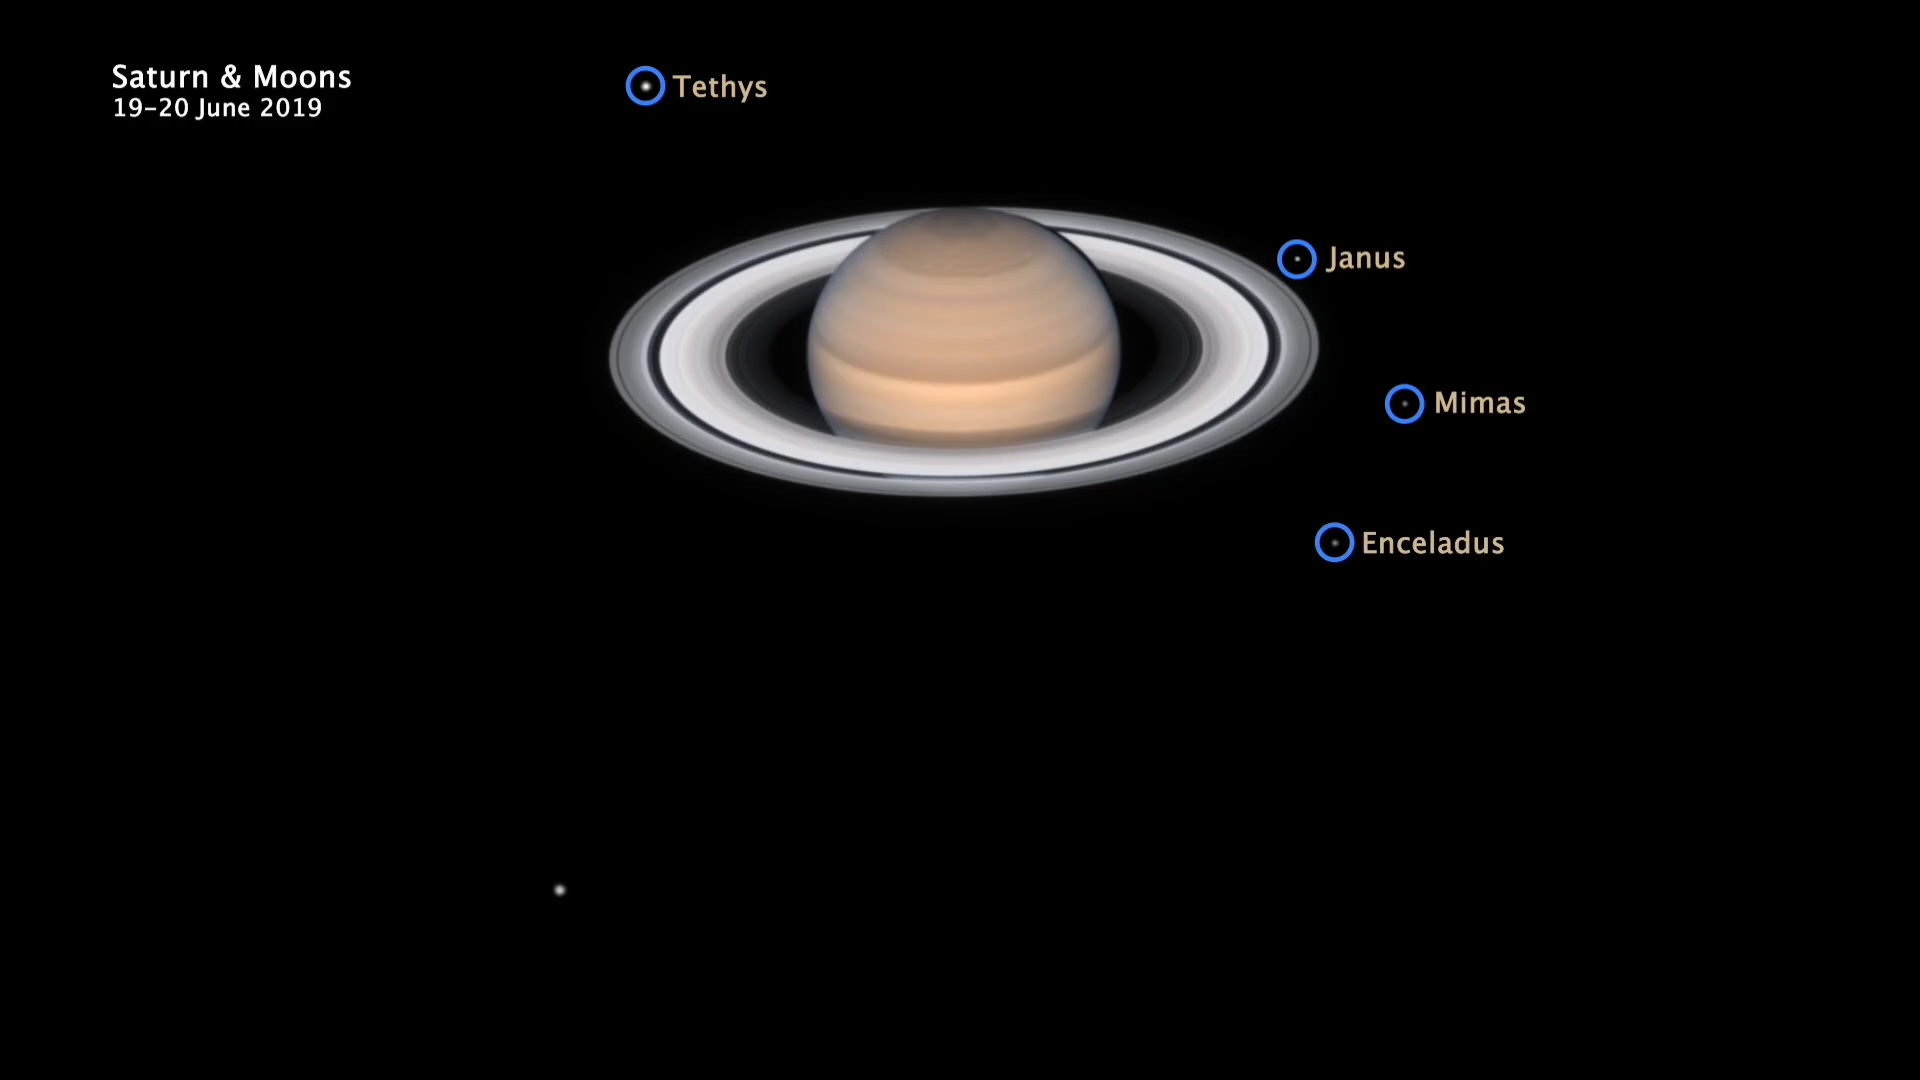 Saturn & Moons
19–20 June 2019
Tethys
Janus
Mimas
Enceladus